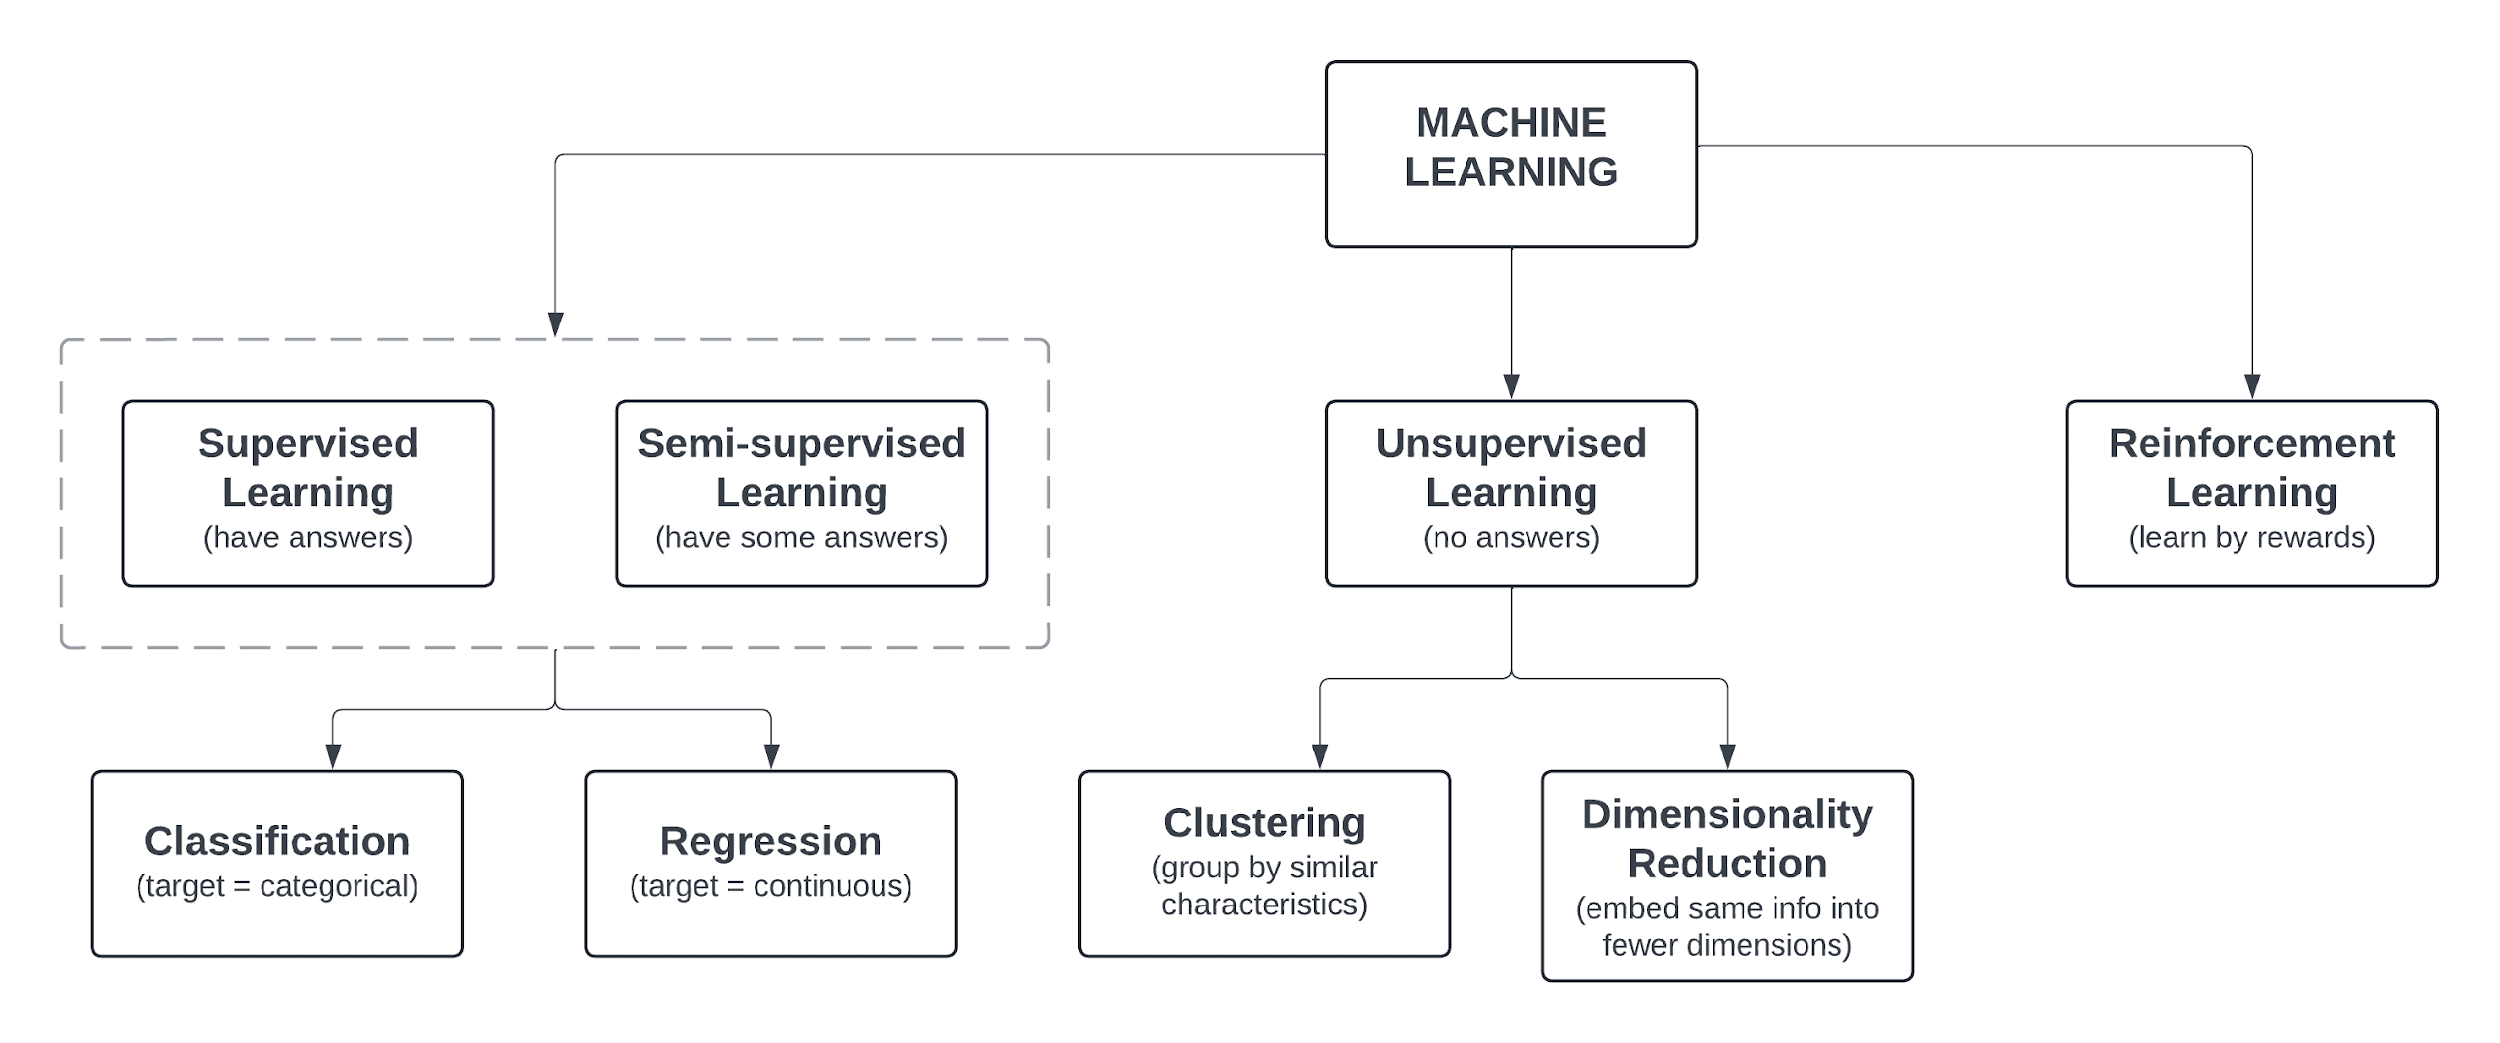 MACHINE
LEARNING
Supervised
Learning
(have answers)
Semi-supervised
Learning
(have some answers)
Unsupervised
Learning
(no answers)
Reinforcement
Learning
(learn by rewards)
Classification
(target = categorical)
Regression
(target = continuous)
Clustering
(group by similar
characteristics)
Dimensionality
Reduction
(embed same info into
fewer dimensions)